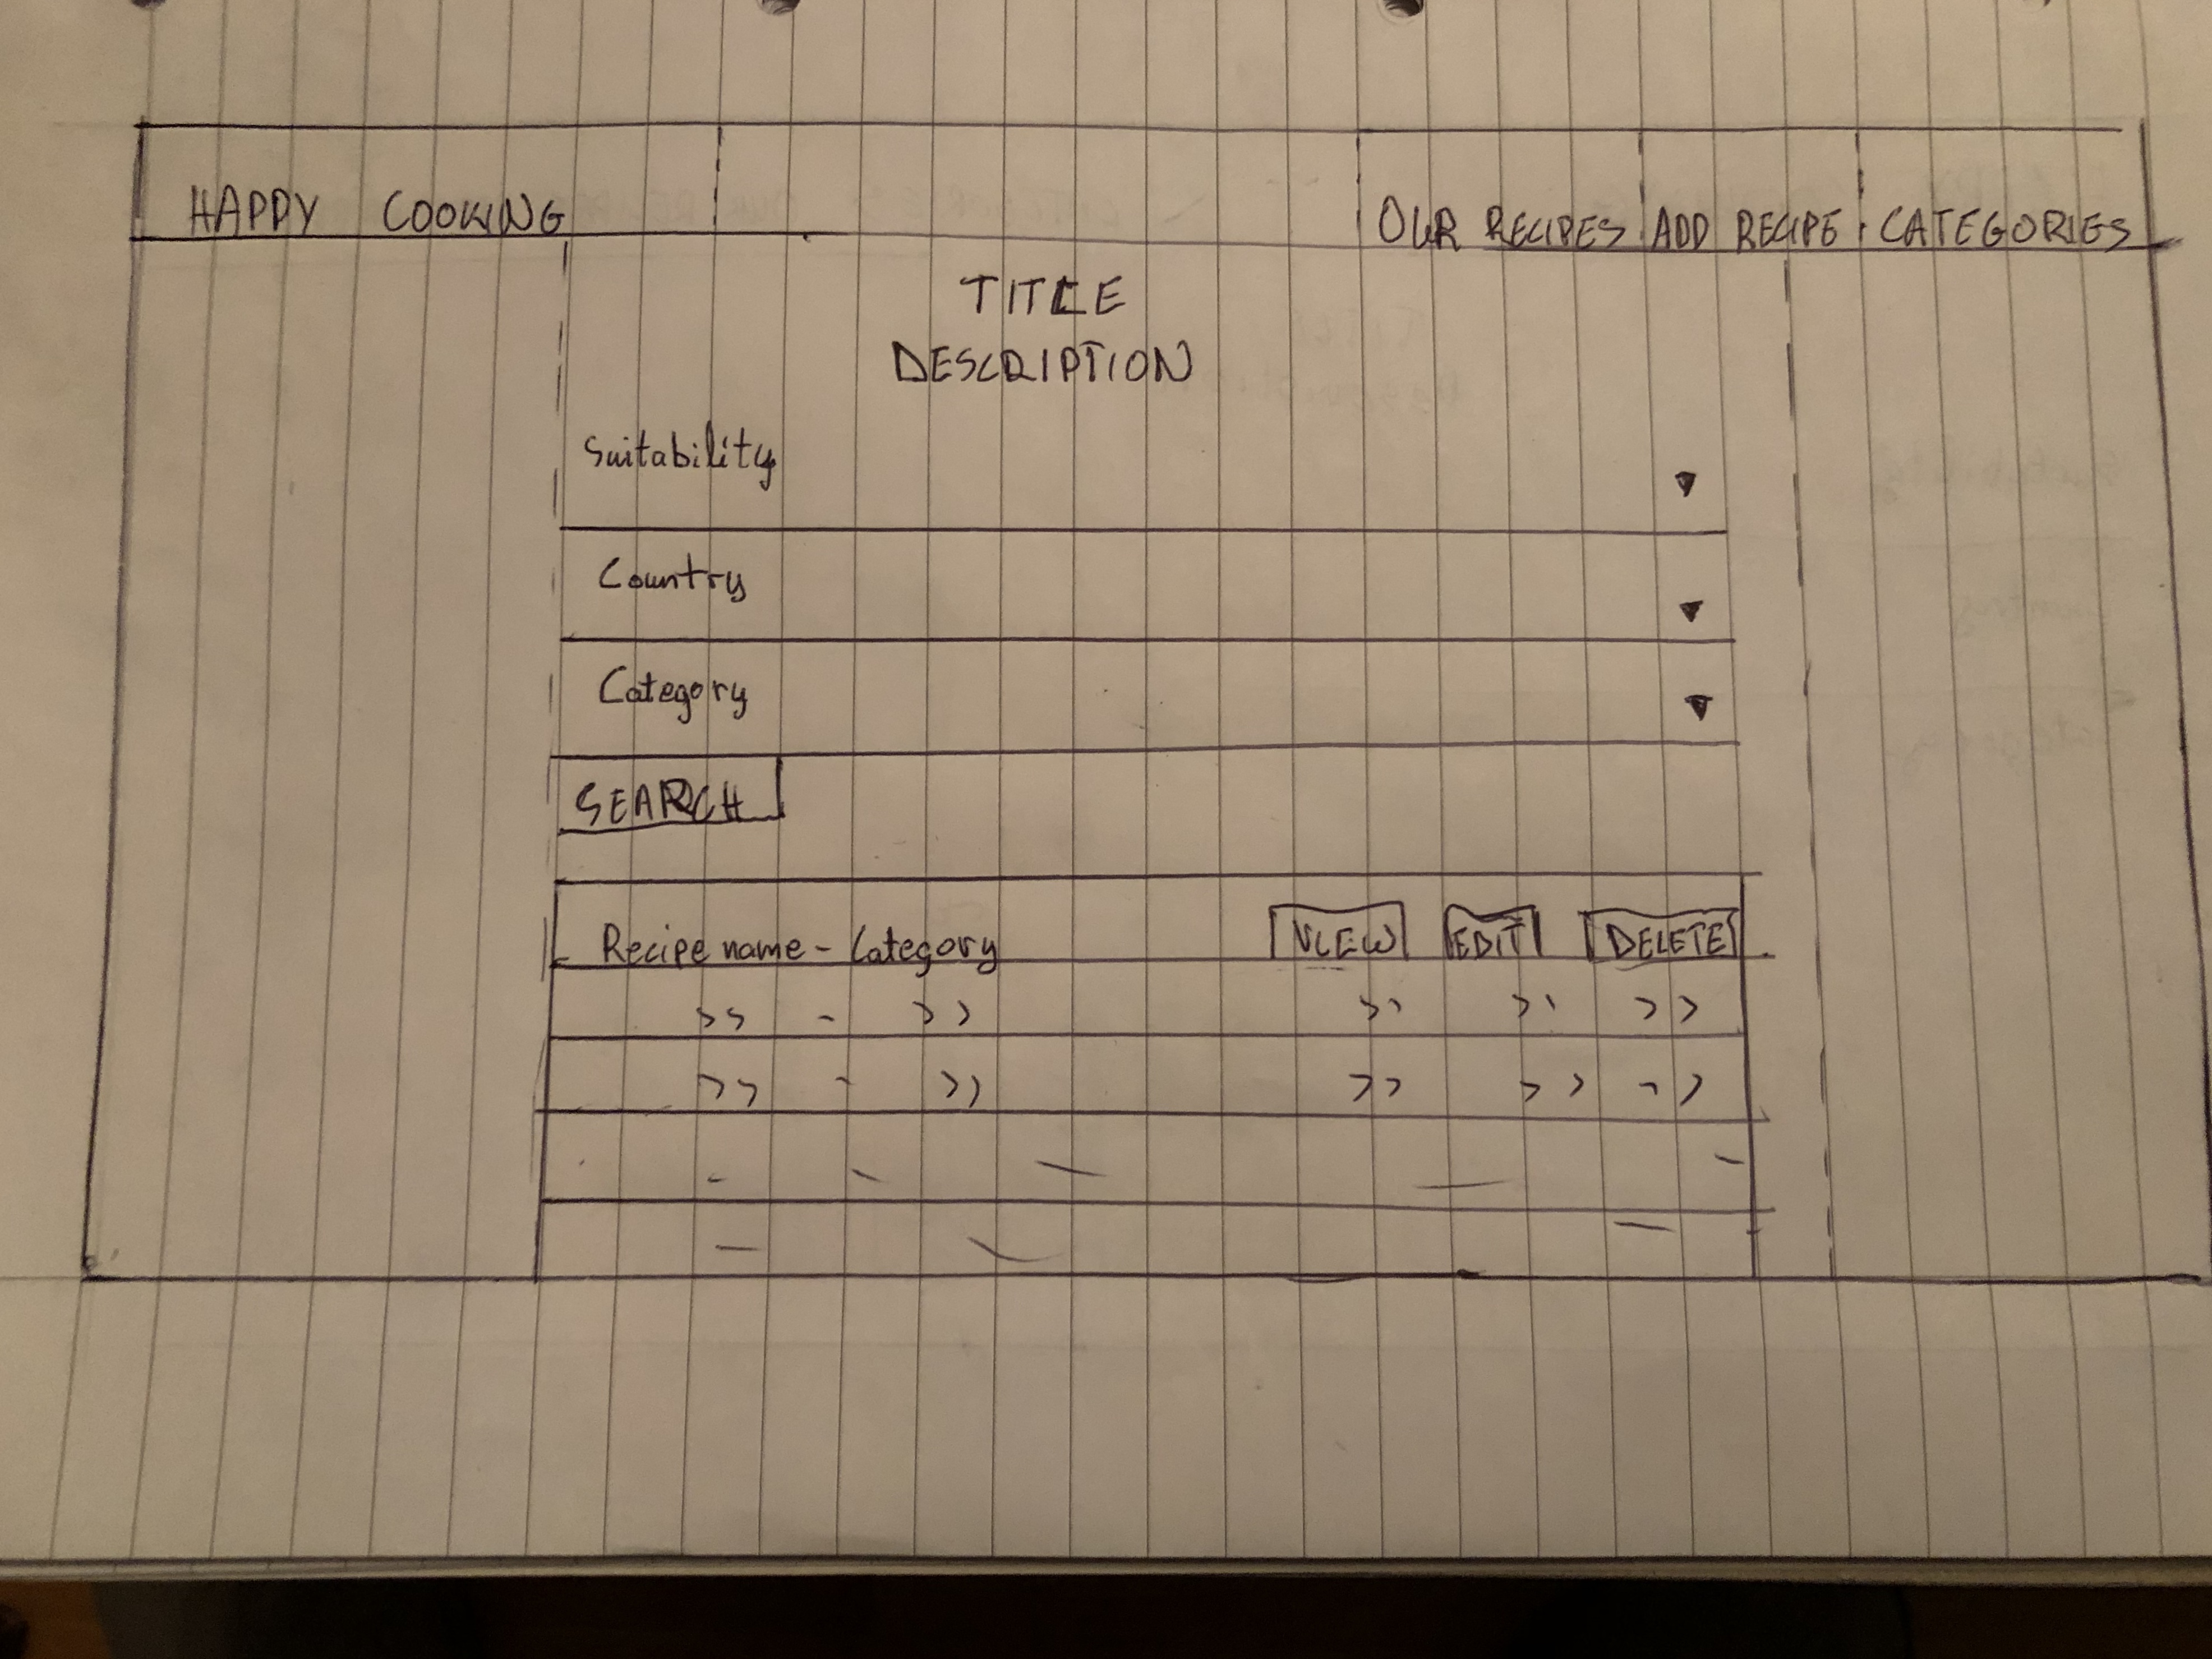 HAPPY COOKING OUR RECIPES ADD RECIPE CATEGORIES
TITLE
DESCRIPTION
Suitability
Country
Category
SEARCH
Recipe name - Category VIEW EDIT DELETE
>> - >> >> >> >>
>> - >> >> >> >>